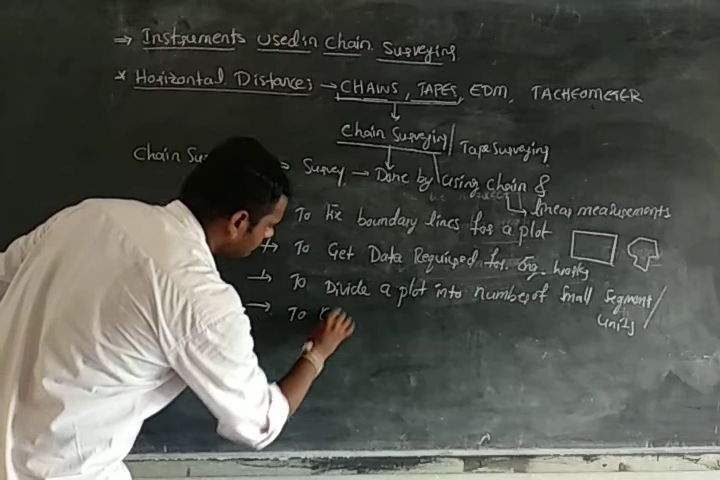 ⇒ Instruments used in Chain Surveying
* Horizontal Distances → CHAINS, TAPES, EDM, TACHEOMETER
Chain Surveying / Tape Surveying
Chain Su ⇒ Survey → Done by using chain &
linear measurements
To fix boundary lines for a plot
→ To Get Data Required for Eng. works
→ To Divide a plot into number of small segment/
units
→ To